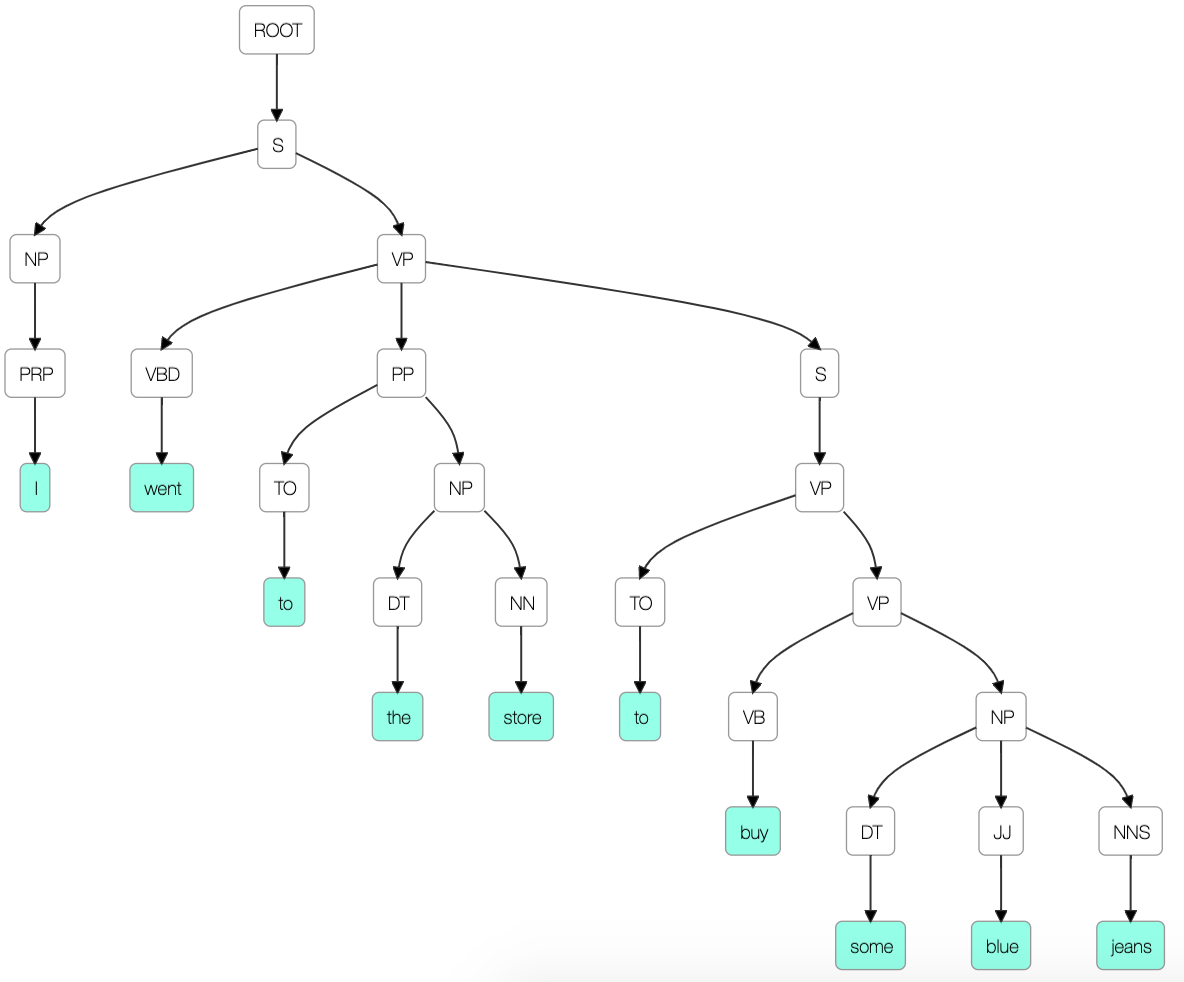 ROOT
S
NP VP
PRP VBD PP S
I went TO NP VP
to DT NN TO VP
the store to VB NP
buy DT JJ NNS
some blue jeans